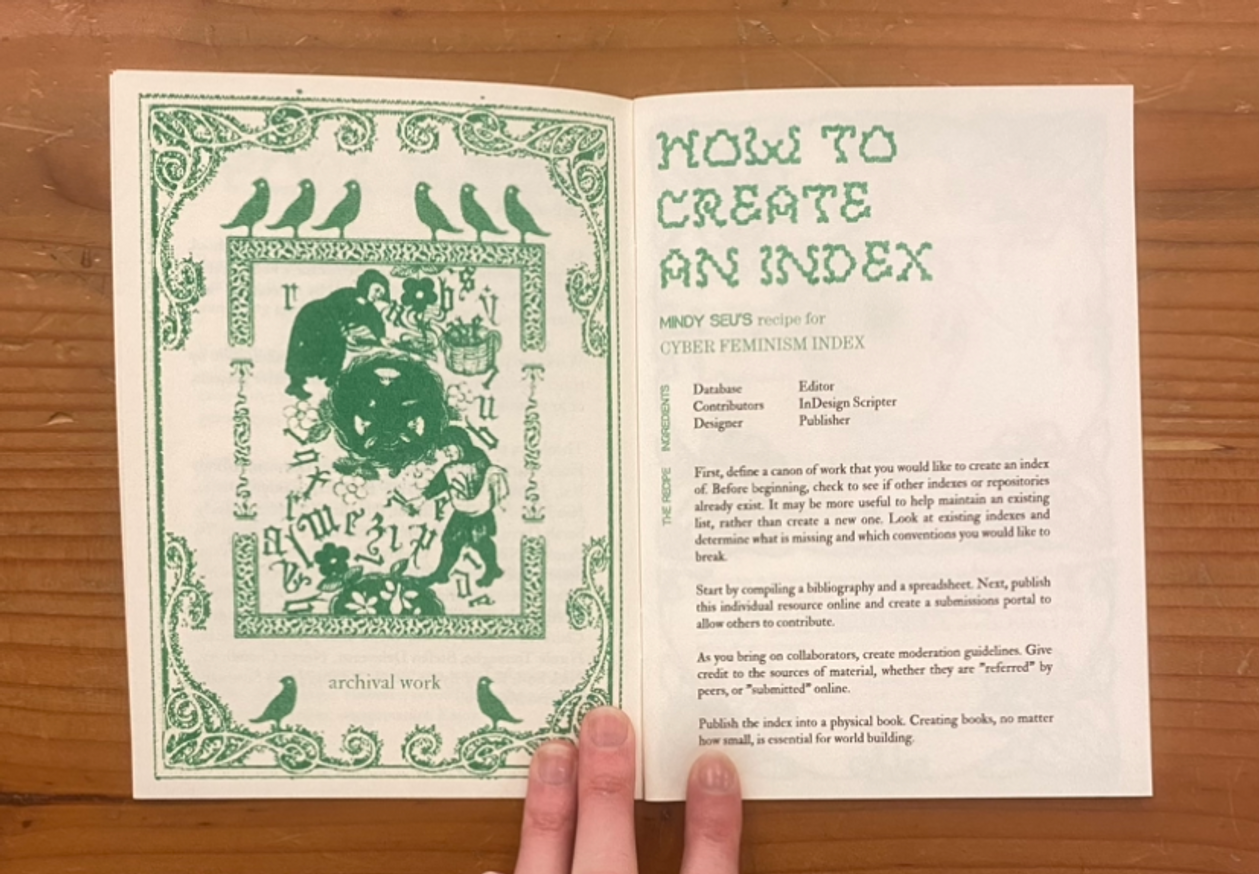 archival work
HOW TO
CREATE
AN INDEX
MINDY SEU'S recipe for
CYBER FEMINISM INDEX
INGREDIENTS
Database Editor
Contributors InDesign Scripter
Designer Publisher
THE RECIPE
First, define a canon of work that you would like to create an index
of. Before beginning, check to see if other indexes or repositories
already exist. It may be more useful to help maintain an existing
list, rather than create a new one. Look at existing indexes and
determine what is missing and which conventions you would like to
break.
Start by compiling a bibliography and a spreadsheet. Next, publish
this individual resource online and create a submissions portal to
allow others to contribute.
As you bring on collaborators, create moderation guidelines. Give
credit to the sources of material, whether they are "referred" by
peers, or "submitted" online.
Publish the index into a physical book. Creating books, no matter
how small, is essential for world building.